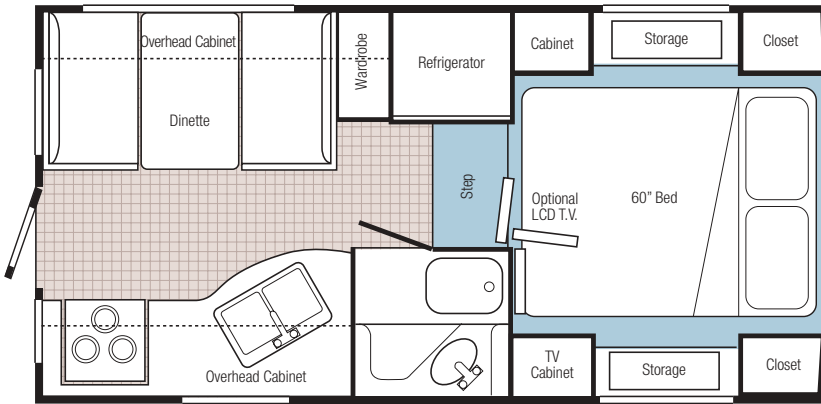 Overhead Cabinet
Dinette
Wardrobe
Refrigerator
Cabinet
Storage
Closet
Step
Optional
LCD T.V.
60" Bed
Overhead Cabinet
TV
Cabinet
Storage
Closet